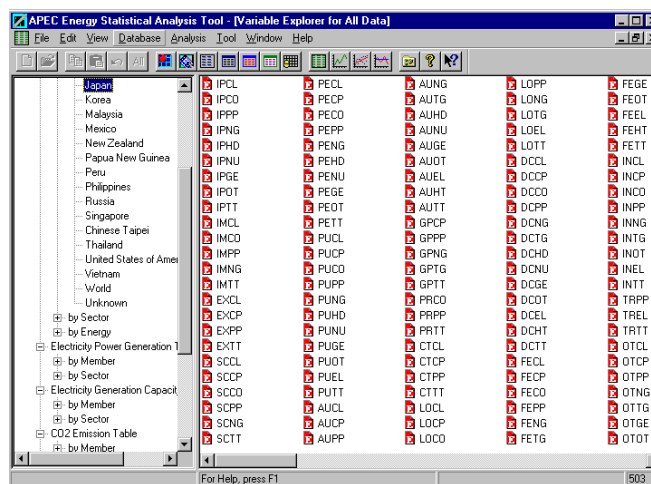 APEC Energy Statistical Analysis Tool - [Variable Explorer for All Data]
File Edit View Database Analysis Tool Window Help
All
Japan
Korea
Malaysia
Mexico
New Zealand
Papua New Guinea
Peru
Philippines
Russia
Singapore
Chinese Taipei
Thailand
United States of Amer
Vietnam
World
Unknown
by Sector
by Energy
Electricity Power Generation T
by Member
by Sector
Electricity Generation Capacit
by Member
by Sector
CO2 Emission Table
by Member
IPCL PECL AUNG LOPP FEGE
IPCO PECP AUTG LONG FEOT
IPPP PECO AUHD LOTG FEEL
IPNG PEPP AUNU LOEL FEHT
IPHD PENG AUGE LOTT FETT
IPNU PEHD AUOT DCCL INCL
IPGE PENU AUEL DCCP INCP
IPOT PEGE AUHT DCCO INCO
IPTT PEOT AUTT DCPP INPP
IMCL PETT GPCP DCNG INNG
IMCO PUCL GPPP DCTG INTG
IMPP PUCP GPNG DCHD INOT
IMNG PUCO GPTG DCNU INEL
IMTT PUPP GPTT DCGE INTT
EXCL PUNG PRCO DCOT TRPP
EXCP PUHD PRPP DCEL TREL
EXPP PUNU PRTT DCHT TRTT
EXTT PUGE CTCL DCTT OTCL
SCCL PUOT CTCP FECL OTCP
SCCP PUEL CTPP FECP OTPP
SCCO PUTT CTTT FECO OTNG
SCPP AUCL LOCL FEPP OTTG
SCNG AUCP LOCP FENG OTGE
SCTT AUPP LOCO FETG OTOT
For Help, press F1
503